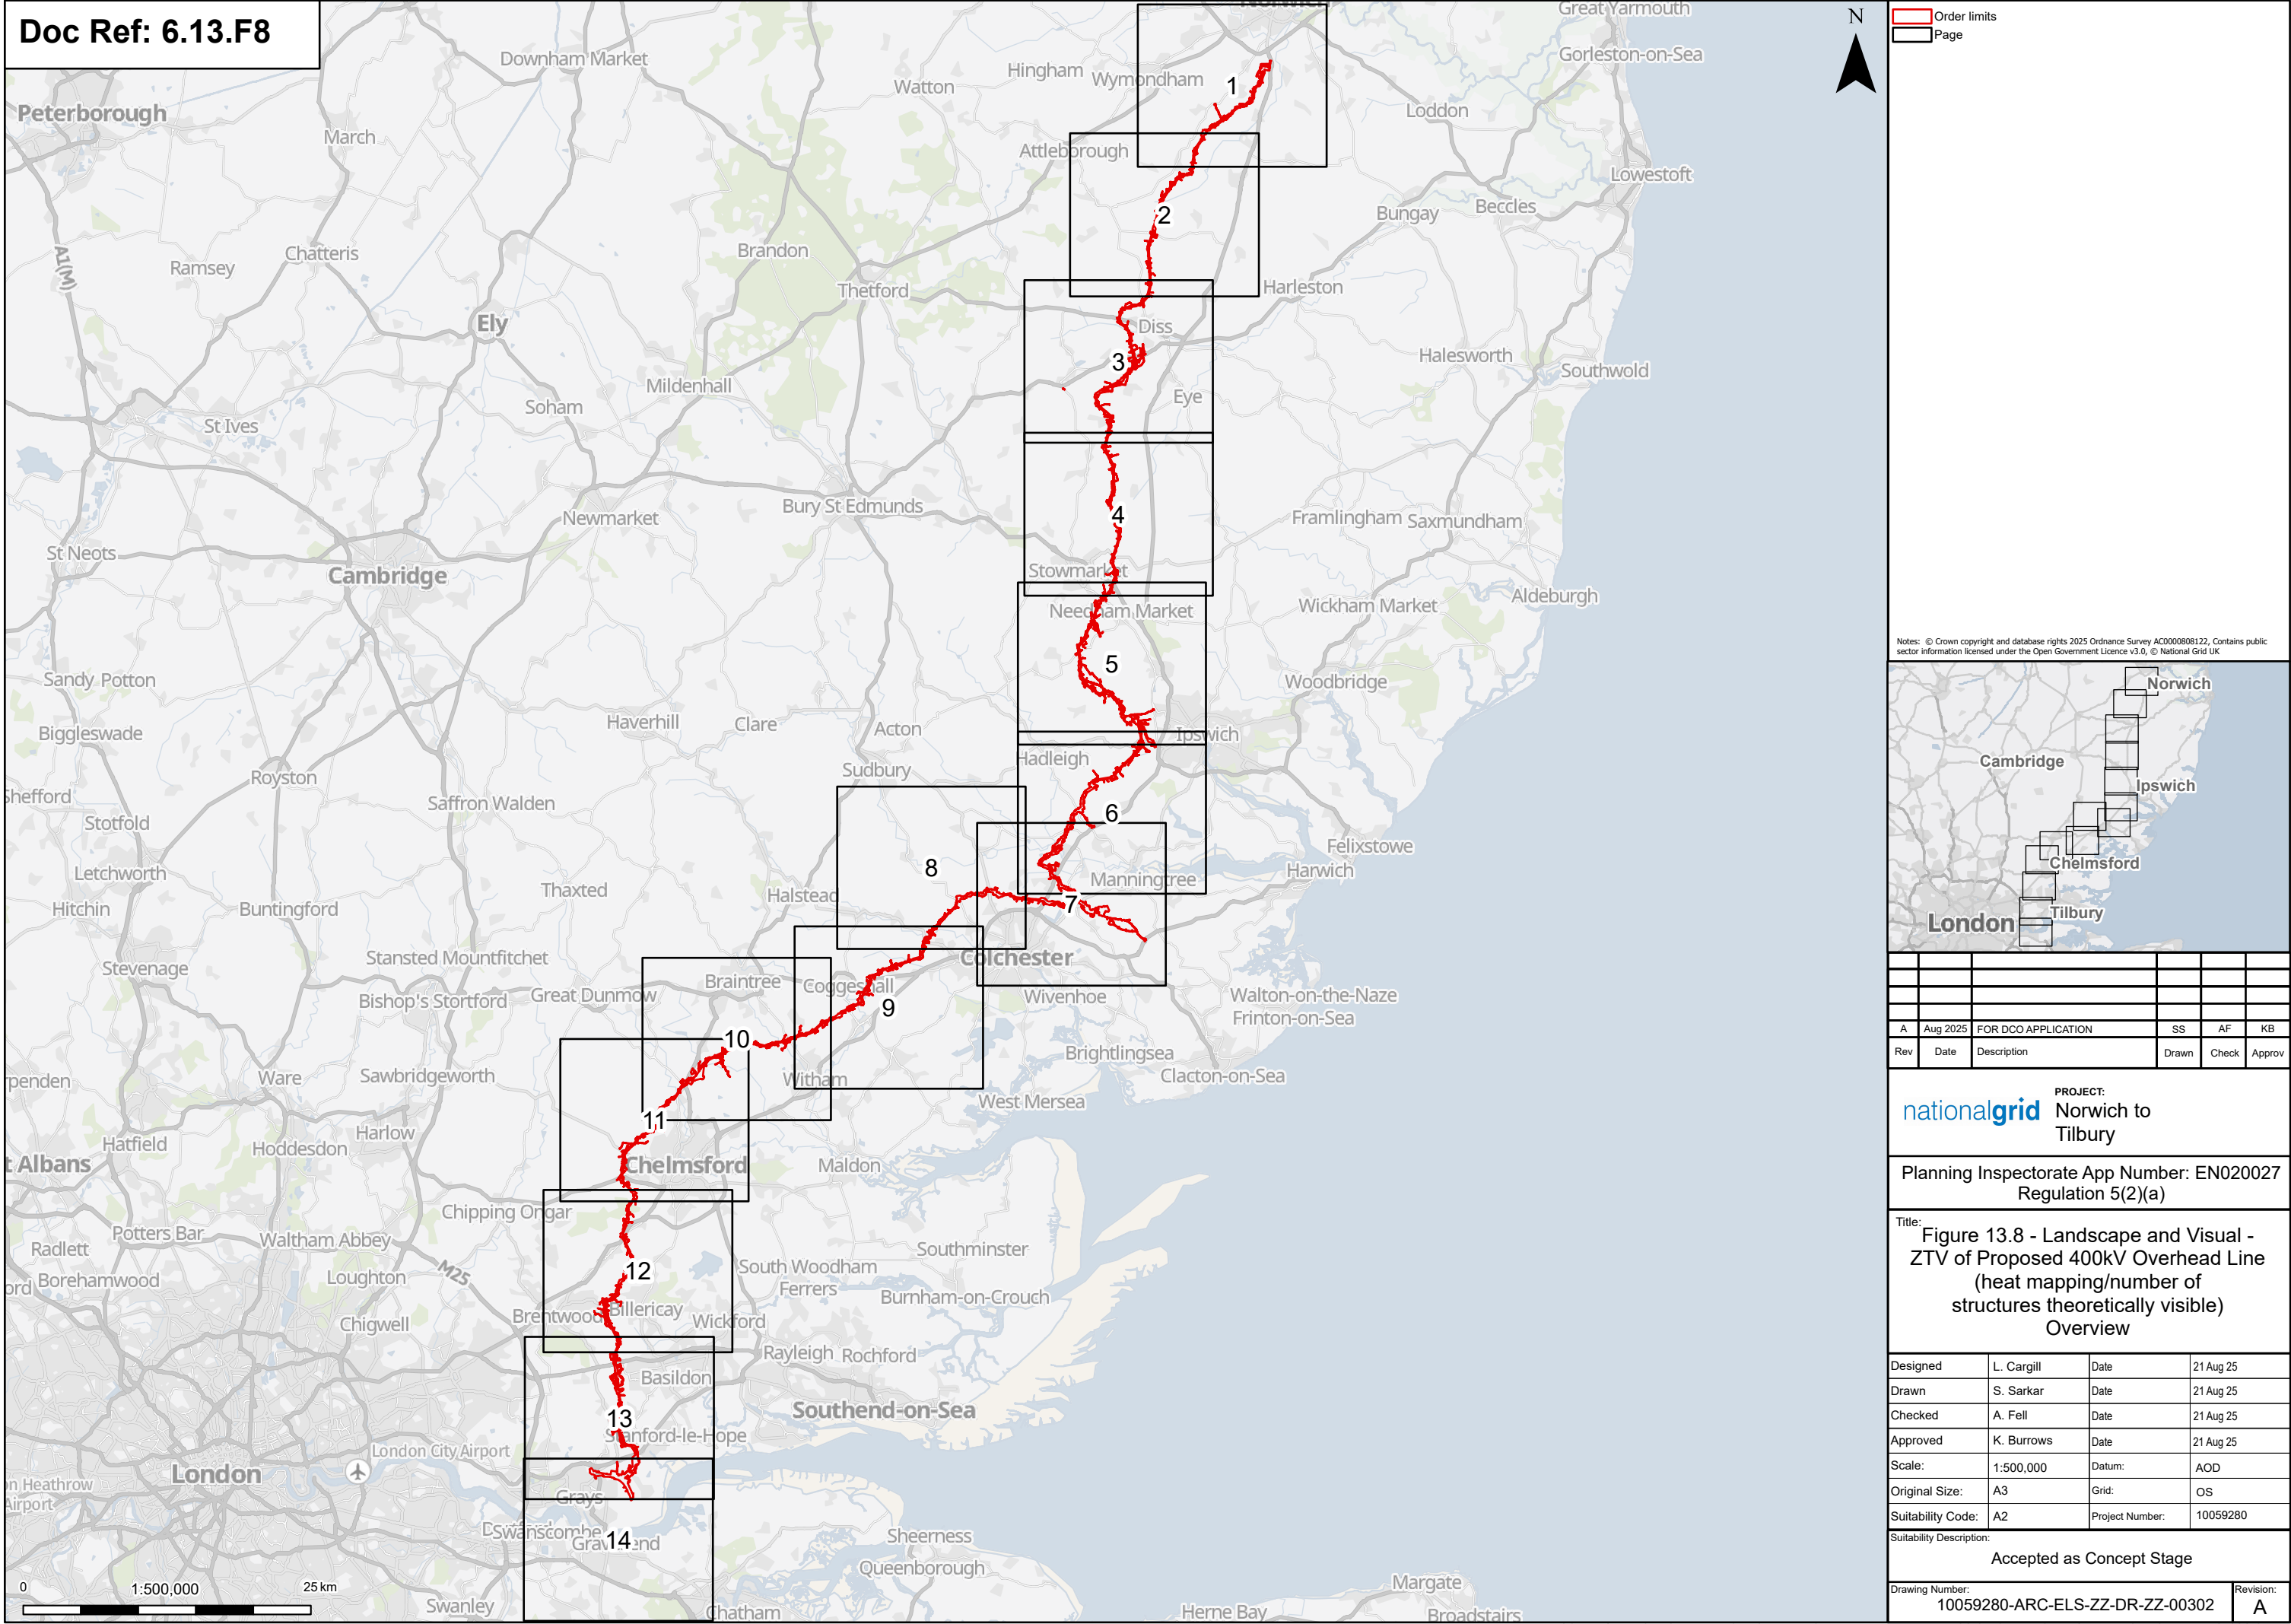 Doc Ref: 6.13.F8
Norwich
Great Yarmouth
Downham Market
Gorleston-on-Sea
Hingham
Wymondham
Watton
Peterborough
Loddon
March
Attleborough
Lowestoft
Beccles
Bungay
Brandon
Chatteris
A1(M)
Ramsey
Harleston
Thetford
Ely
Diss
Halesworth
Southwold
Mildenhall
Eye
Soham
St Ives
Bury St Edmunds
Newmarket
Framlingham
Saxmundham
St Neots
Cambridge
Stowmarket
Aldeburgh
Needham Market
Wickham Market
Sandy
Potton
Woodbridge
Haverhill
Clare
Acton
Biggleswade
Ipswich
Hadleigh
Sudbury
Royston
Shefford
Saffron Walden
Stotfold
Felixstowe
Letchworth
Harwich
Manningtree
Thaxted
Halstead
Hitchin
Buntingford
Colchester
Stansted Mountfitchet
Stevenage
Braintree
Coggeshall
Great Dunmow
Bishop's Stortford
Wivenhoe
Walton-on-the-Naze
Frinton-on-Sea
Brightlingsea
Clacton-on-Sea
rpenden
Ware
Sawbridgeworth
Witham
West Mersea
Hatfield
Harlow
Hoddesdon
t Albans
Chelmsford
Maldon
Chipping Ongar
Potters Bar
Waltham Abbey
Radlett
Southminster
South Woodham
Ferrers
Borehamwood
ord
Loughton
M25
Burnham-on-Crouch
Brentwood
Billericay
Wickford
Chigwell
Rayleigh
Rochford
Basildon
Southend-on-Sea
Stanford-le-Hope
London City Airport
London
n Heathrow
Airport
Grays
Swanscombe
Gravesend
Sheerness
Queenborough
Margate
Swanley
Chatham
Herne Bay
Broadstairs
1
2
3
4
5
6
7
8
9
10
11
12
13
14
0
1:500,000
25 km
N
Order limits
Page
Notes: © Crown copyright and database rights 2025 Ordnance Survey AC0000808122, Contains public
sector information licensed under the Open Government Licence v3.0, © National Grid UK
Norwich
Cambridge
Ipswich
Chelmsford
Tilbury
London
A Aug 2025 FOR DCO APPLICATION SS AF KB
Rev Date Description Drawn Check Approv
nationalgrid
PROJECT:
Norwich to
Tilbury
Planning Inspectorate App Number: EN020027
Regulation 5(2)(a)
Title:
Figure 13.8 - Landscape and Visual -
ZTV of Proposed 400kV Overhead Line
(heat mapping/number of
structures theoretically visible)
Overview
Designed L. Cargill Date 21 Aug 25
Drawn S. Sarkar Date 21 Aug 25
Checked A. Fell Date 21 Aug 25
Approved K. Burrows Date 21 Aug 25
Scale: 1:500,000 Datum: AOD
Original Size: A3 Grid: OS
Suitability Code: A2 Project Number: 10059280
Suitability Description:
Accepted as Concept Stage
Drawing Number:
10059280-ARC-ELS-ZZ-DR-ZZ-00302
Revision:
A